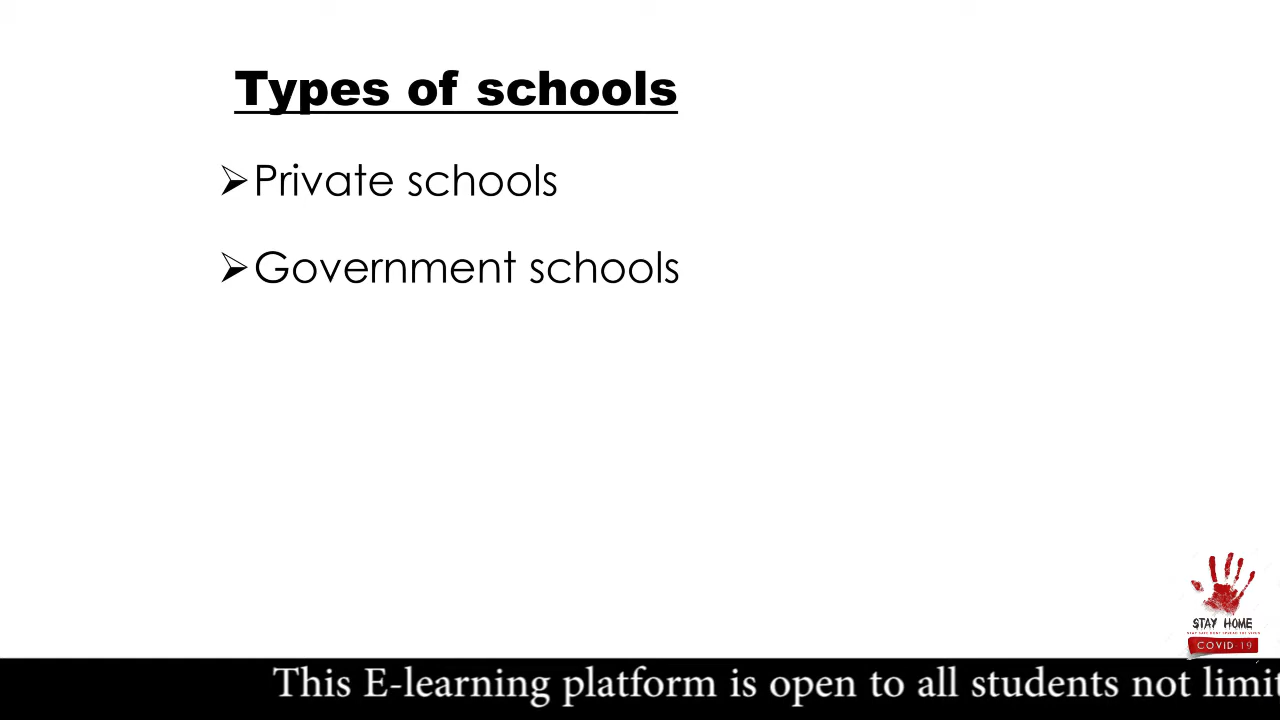 Types of schools
➢Private schools
➢Government schools
STAY HOME
COVID-19
This E-learning platform is open to all students not limit